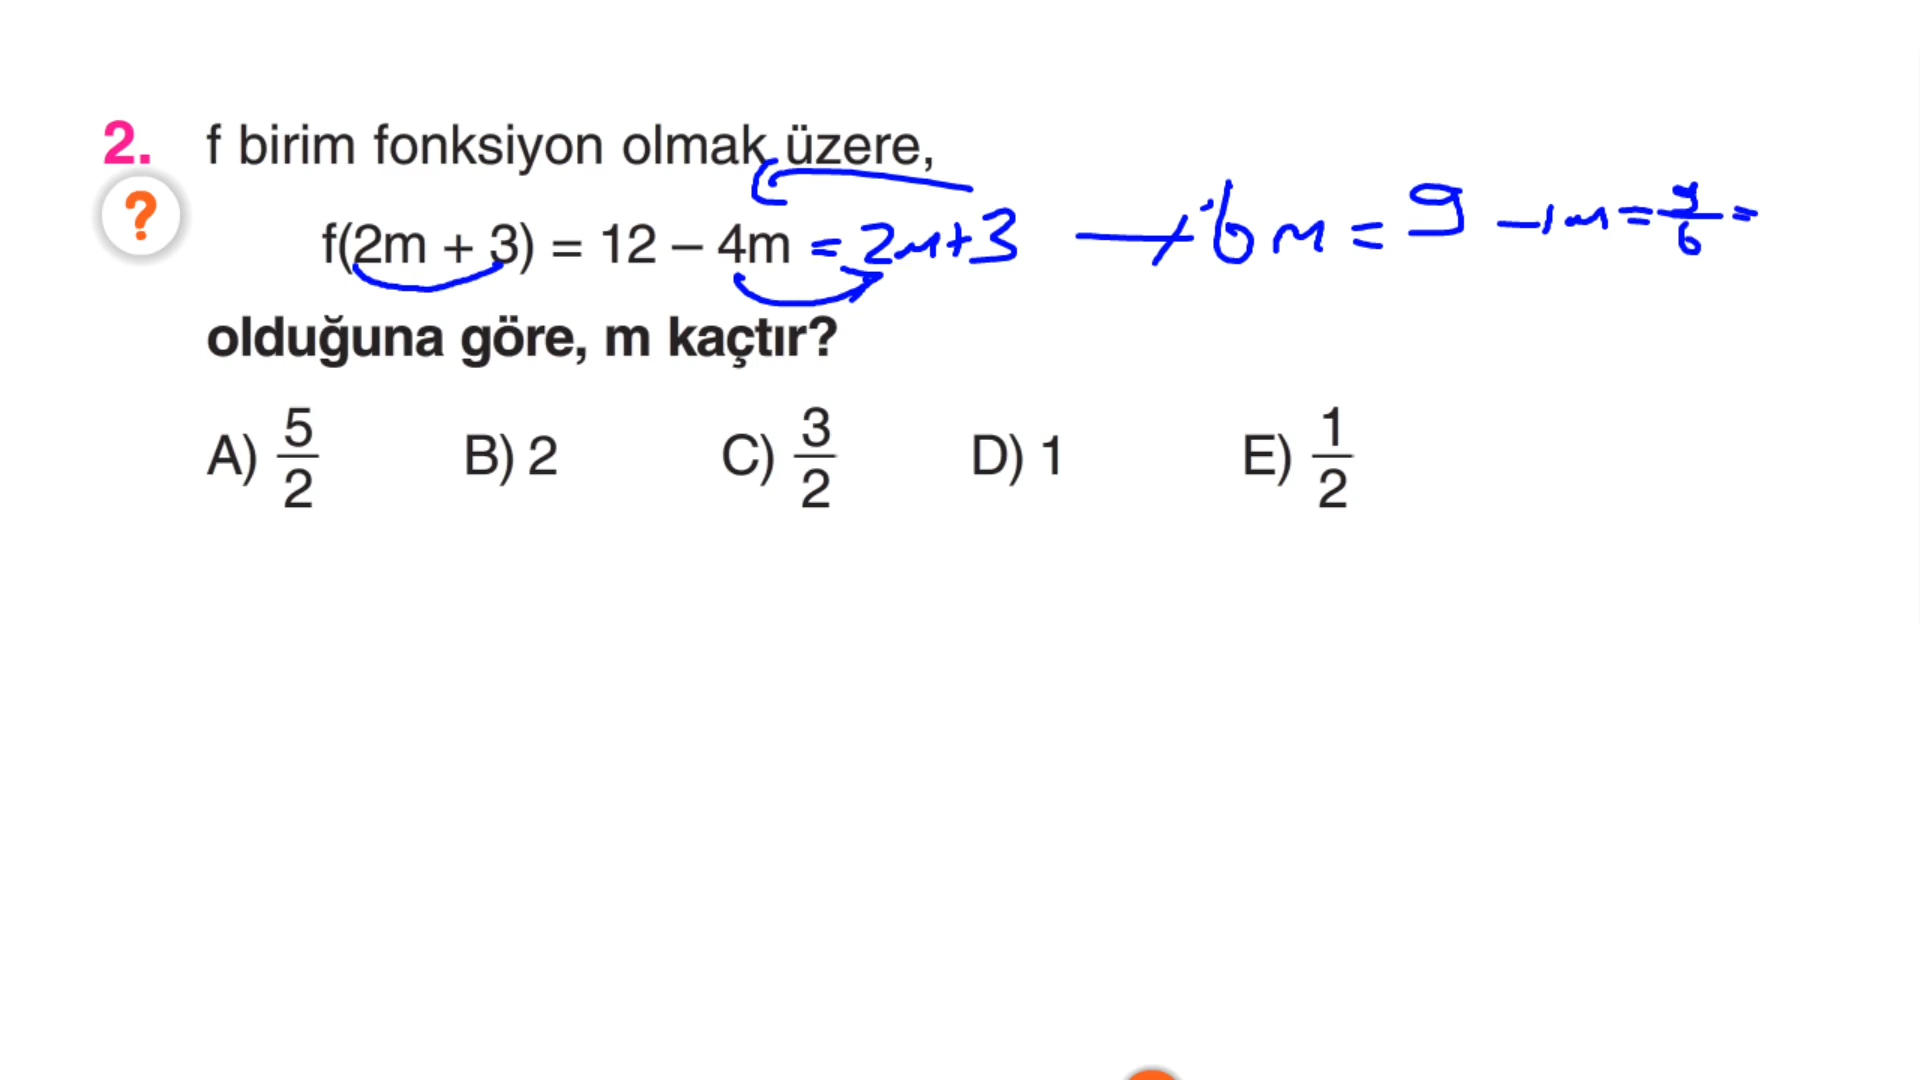 2. f birim fonksiyon olmak üzere,
?
f(2m + 3) = 12 – 4m = 2m+3 → 6m = 9 → m = 9/6 =
olduğuna göre, m kaçtır?
A) 5/2 B) 2 C) 3/2 D) 1 E) 1/2